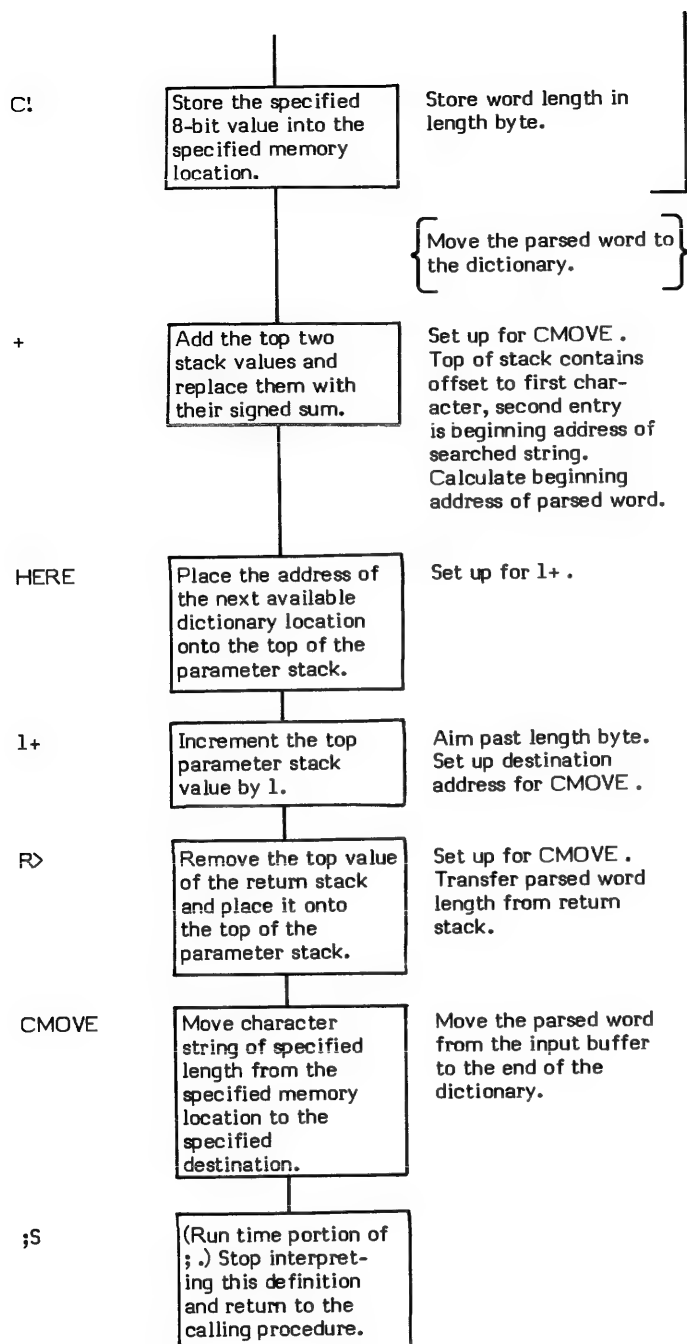 C!
Store the specified
8-bit value into the
specified memory
location.
Store word length in
length byte.
Move the parsed word to
the dictionary.
+
Add the top two
stack values and
replace them with
their signed sum.
Set up for CMOVE .
Top of stack contains
offset to first char-
acter, second entry
is beginning address of
searched string.
Calculate beginning
address of parsed word.
HERE
Place the address of
the next available
dictionary location
onto the top of the
parameter stack.
Set up for 1+ .
1+
Increment the top
parameter stack
value by 1.
Aim past length byte.
Set up destination
address for CMOVE .
R>
Remove the top value
of the return stack
and place it onto
the top of the
parameter stack.
Set up for CMOVE .
Transfer parsed word
length from return
stack.
CMOVE
Move character
string of specified
length from the
specified memory
location to the
specified
destination.
Move the parsed word
from the input buffer
to the end of the
dictionary.
;S
(Run time portion of
; .) Stop interpret-
ing this definition
and return to the
calling procedure.